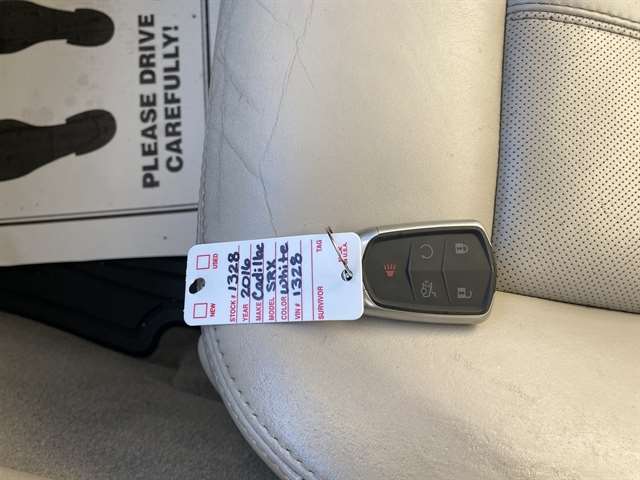 PLEASE DRIVE
CAREFULLY!
NEW
USED
STOCK # 1328
YEAR 2016
MAKE Cadillac
MODEL SRX
COLOR White
VIN # 1328
SURVIVOR TAG
U.S.A.